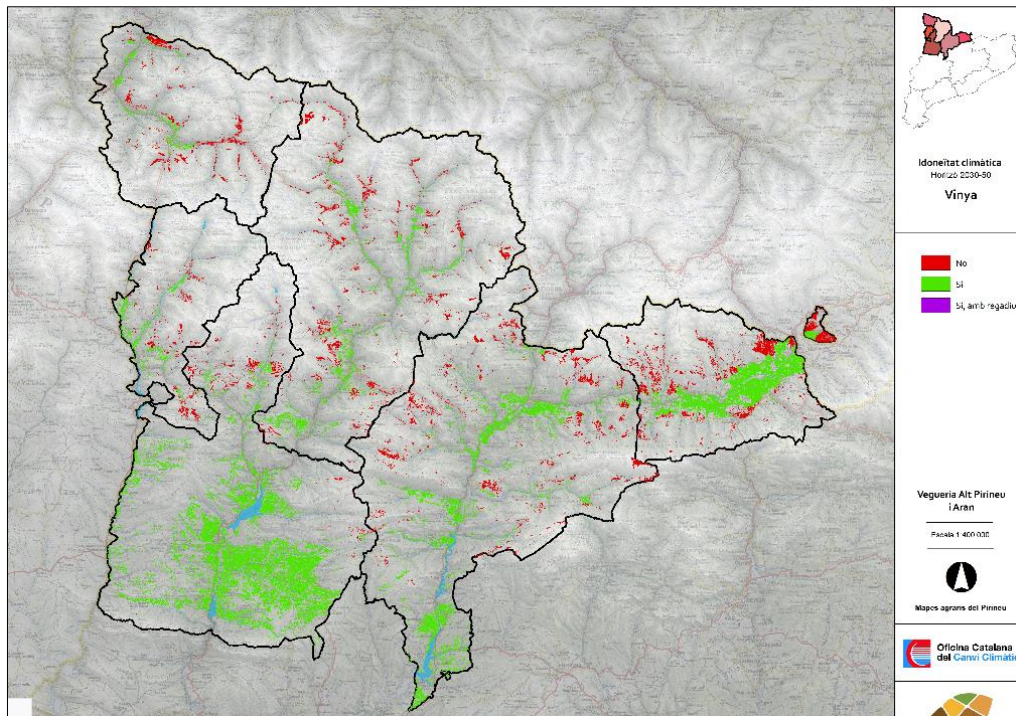 Idoneïtat climàtica
Horitzó 2030-50
Vinya
No
Sí
Sí, amb regadiu
Vegueria Alt Pirineu
i Aran
Escala 1:400 000
Mapes agraris del Pirineu
Oficina Catalana
del Canvi Climàtic